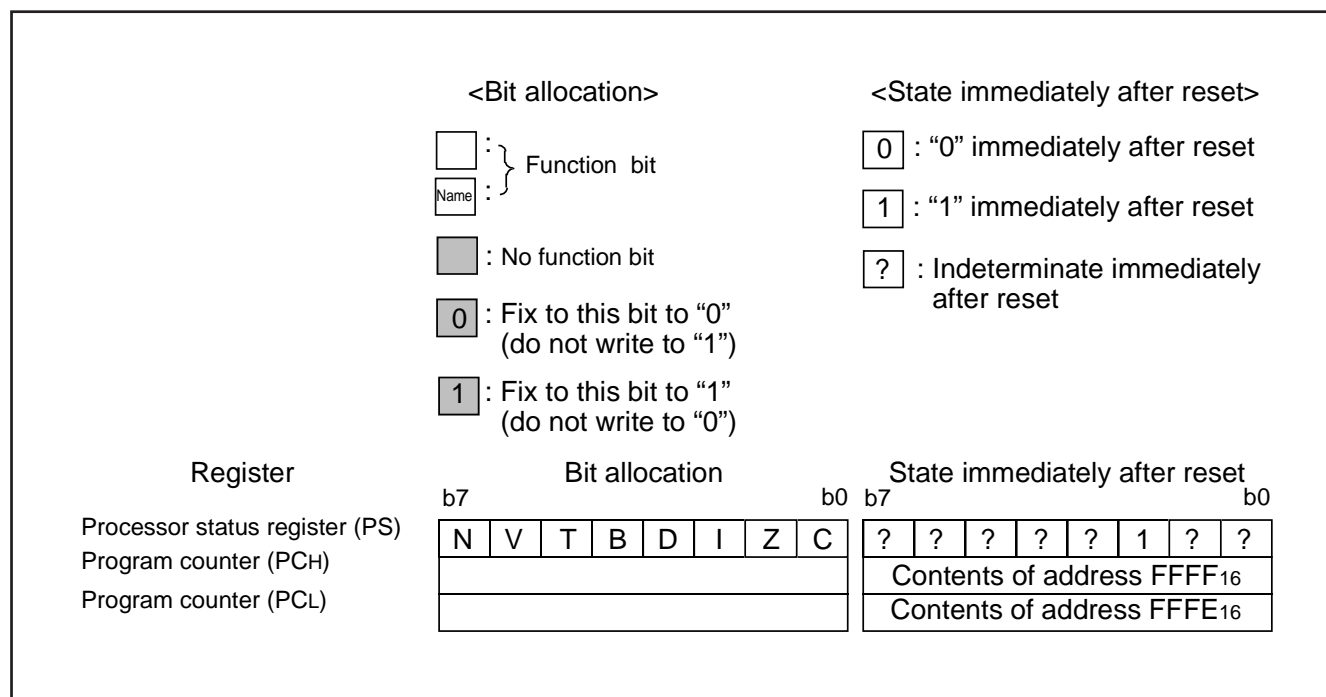 <Bit allocation>
<State immediately after reset>
:
Name :
Function bit
: No function bit
0 : Fix to this bit to “0”
(do not write to “1”)
1 : Fix to this bit to “1”
(do not write to “0”)
0 : “0” immediately after reset
1 : “1” immediately after reset
? : Indeterminate immediately
after reset
Register Bit allocation State immediately after reset
b7 b0 b7 b0
Processor status register (PS) N V T B D I Z C ? ? ? ? ? 1 ? ?
Program counter (PCH) Contents of address FFFF16
Program counter (PCL) Contents of address FFFE16